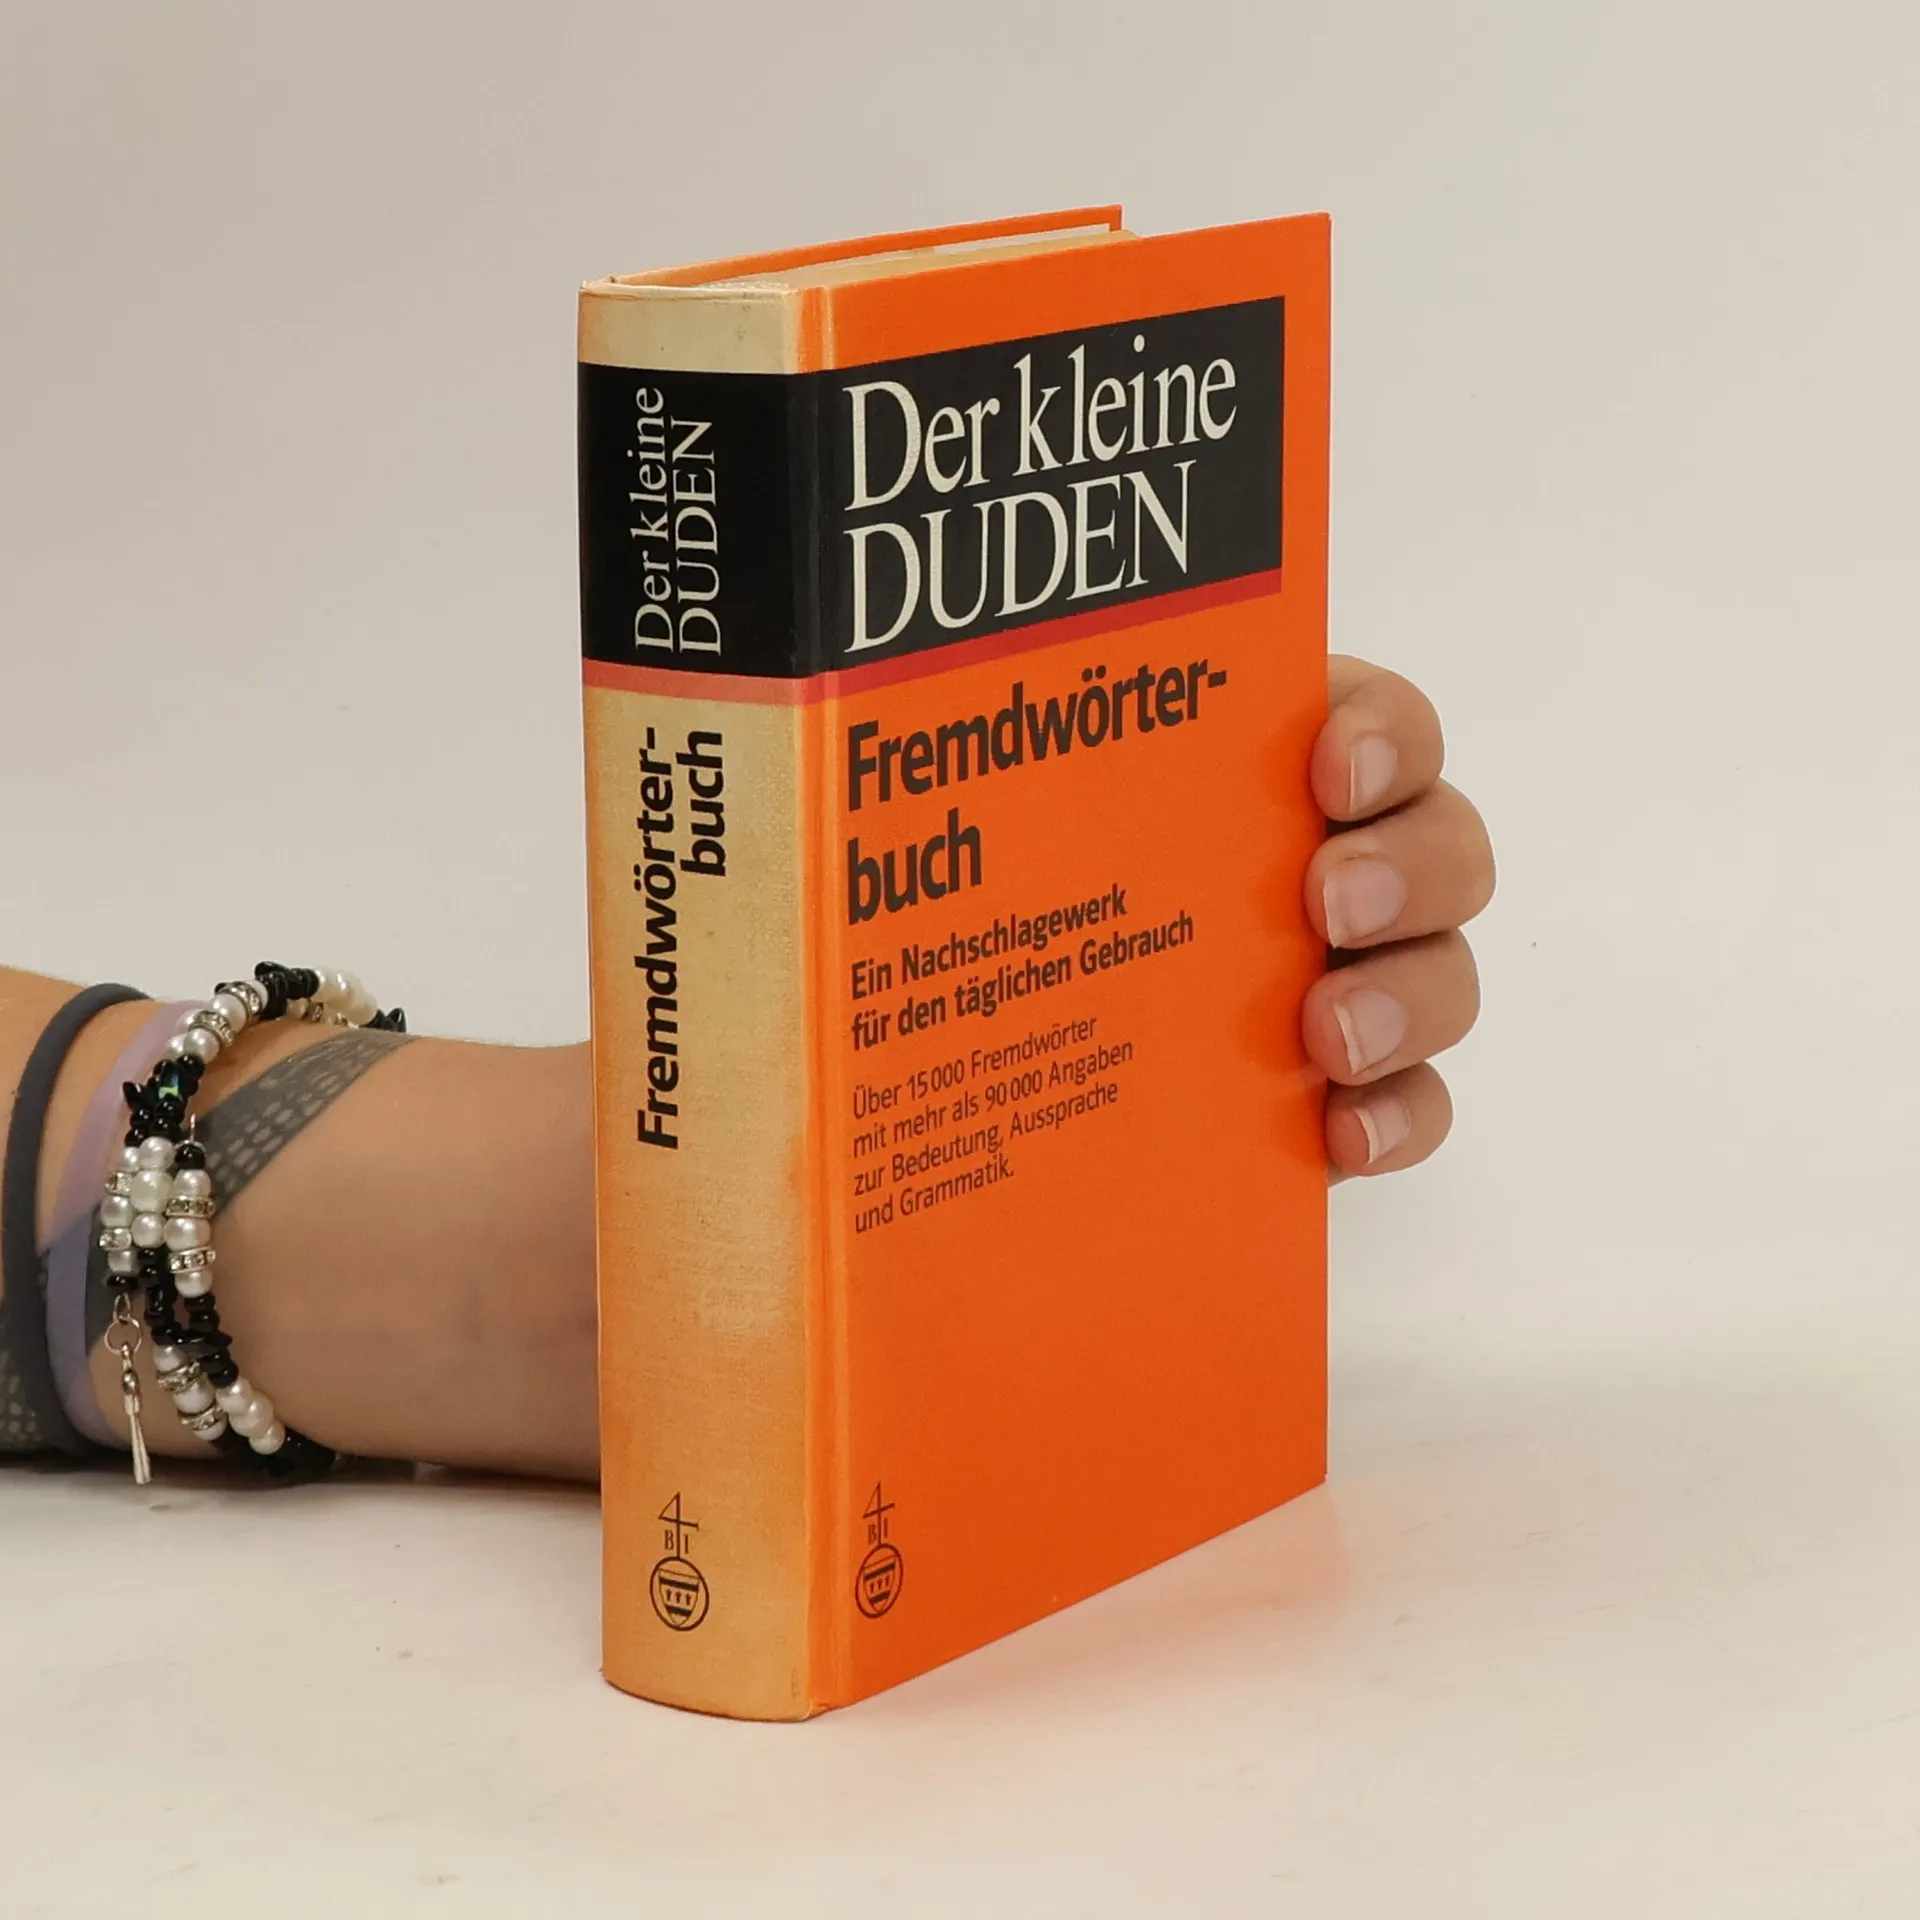 Der kleine
DUDEN
Fremdwörter-
buch
Der kleine
DUDEN
Fremdwörter-
buch
Ein Nachschlagewerk
für den täglichen Gebrauch
Über 15 000 Fremdwörter
mit mehr als 90 000 Angaben
zur Bedeutung, Aussprache
und Grammatik.
B I
B I